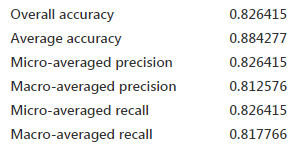 Overall accuracy 0.826415
Average accuracy 0.884277
Micro-averaged precision 0.826415
Macro-averaged precision 0.812576
Micro-averaged recall 0.826415
Macro-averaged recall 0.817766